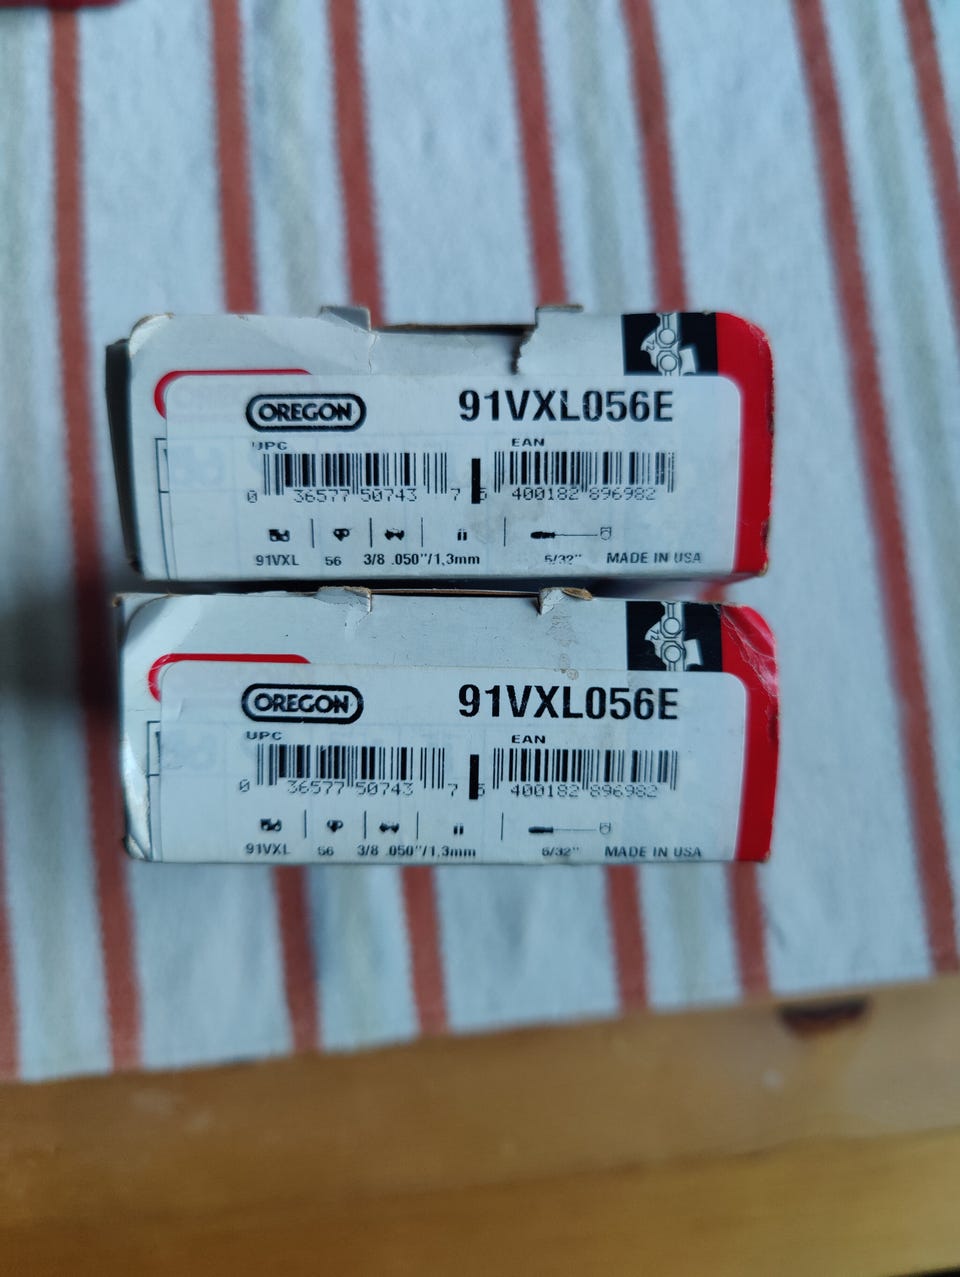 72
OREGON
91VXL056E
UPC
EAN
0 36577 50743 7
400182 896982
91VXL 56 3/8 .050"/1,3mm 5/32" MADE IN USA
72
OREGON
91VXL056E
UPC
EAN
0 36577 50743 7
400182 896982
91VXL 56 3/8 .050"/1,3mm 5/32" MADE IN USA